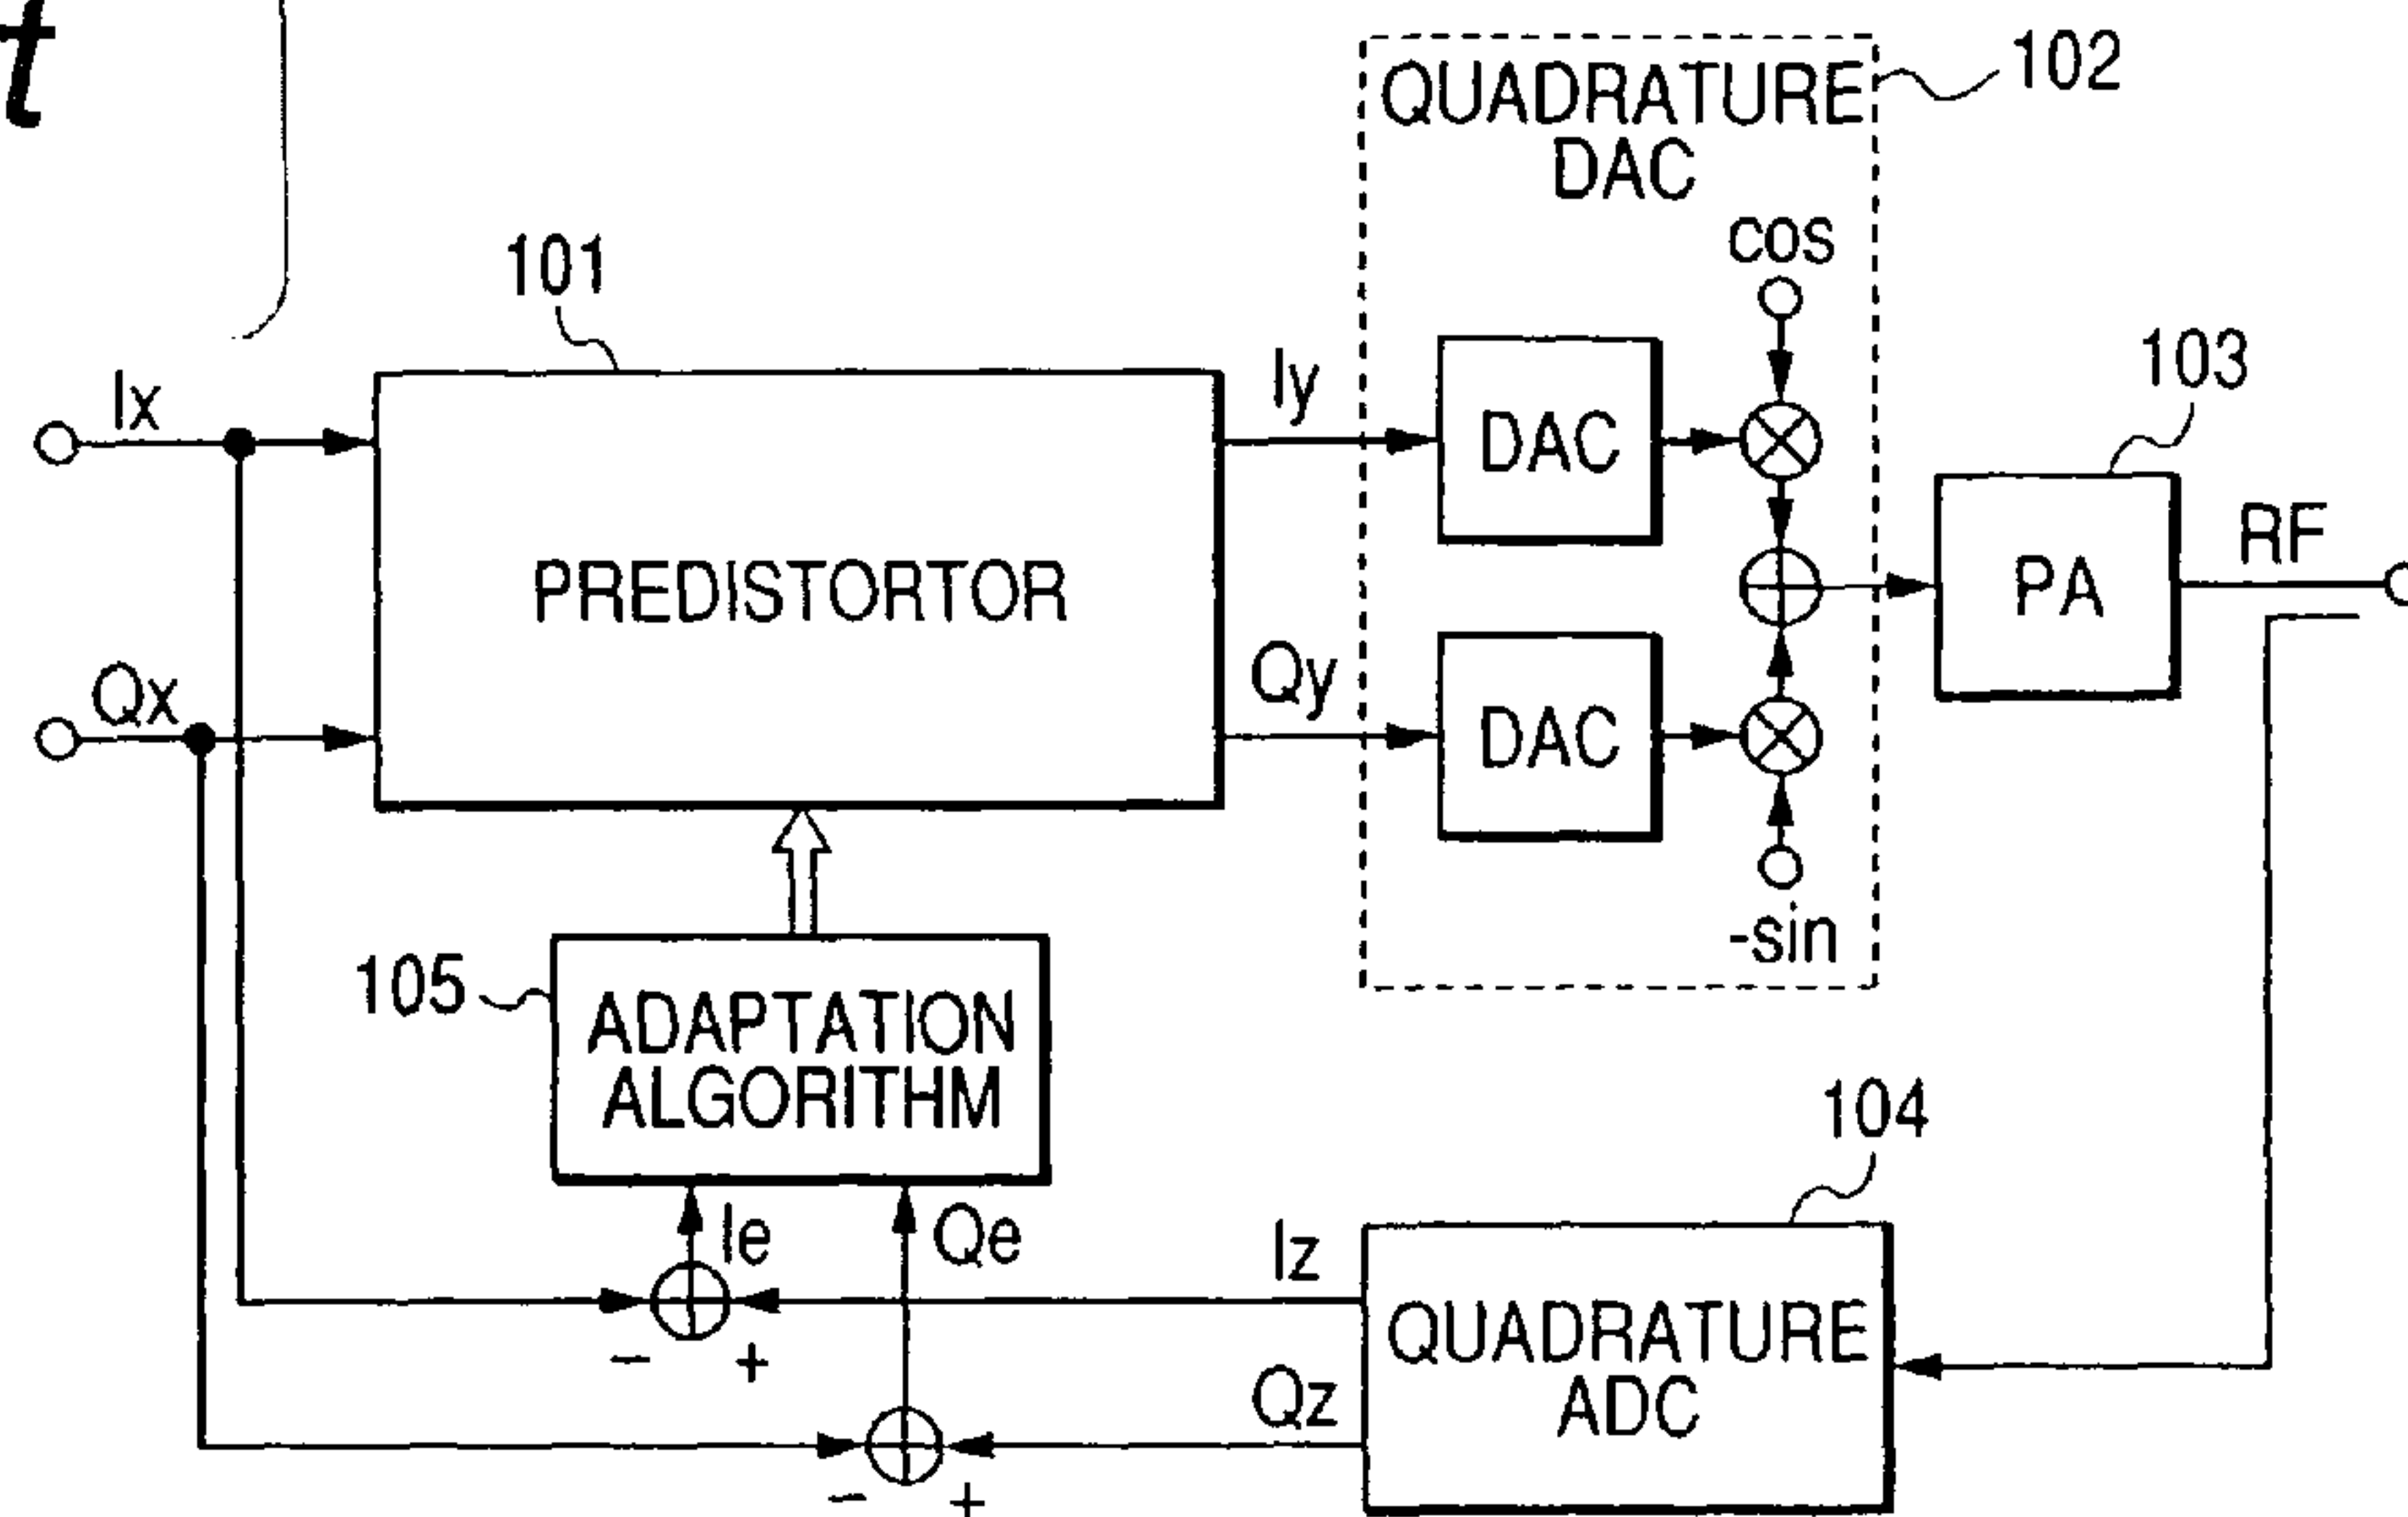 t
102
QUADRATURE
DAC
cos
101
103
Ix
Iy
DAC
RF
PREDISTORTOR
PA
Qx
Qy
DAC
-sin
105
ADAPTATION
ALGORITHM
104
Ie
Qe
Iz
QUADRATURE
ADC
− +
Qz
− +